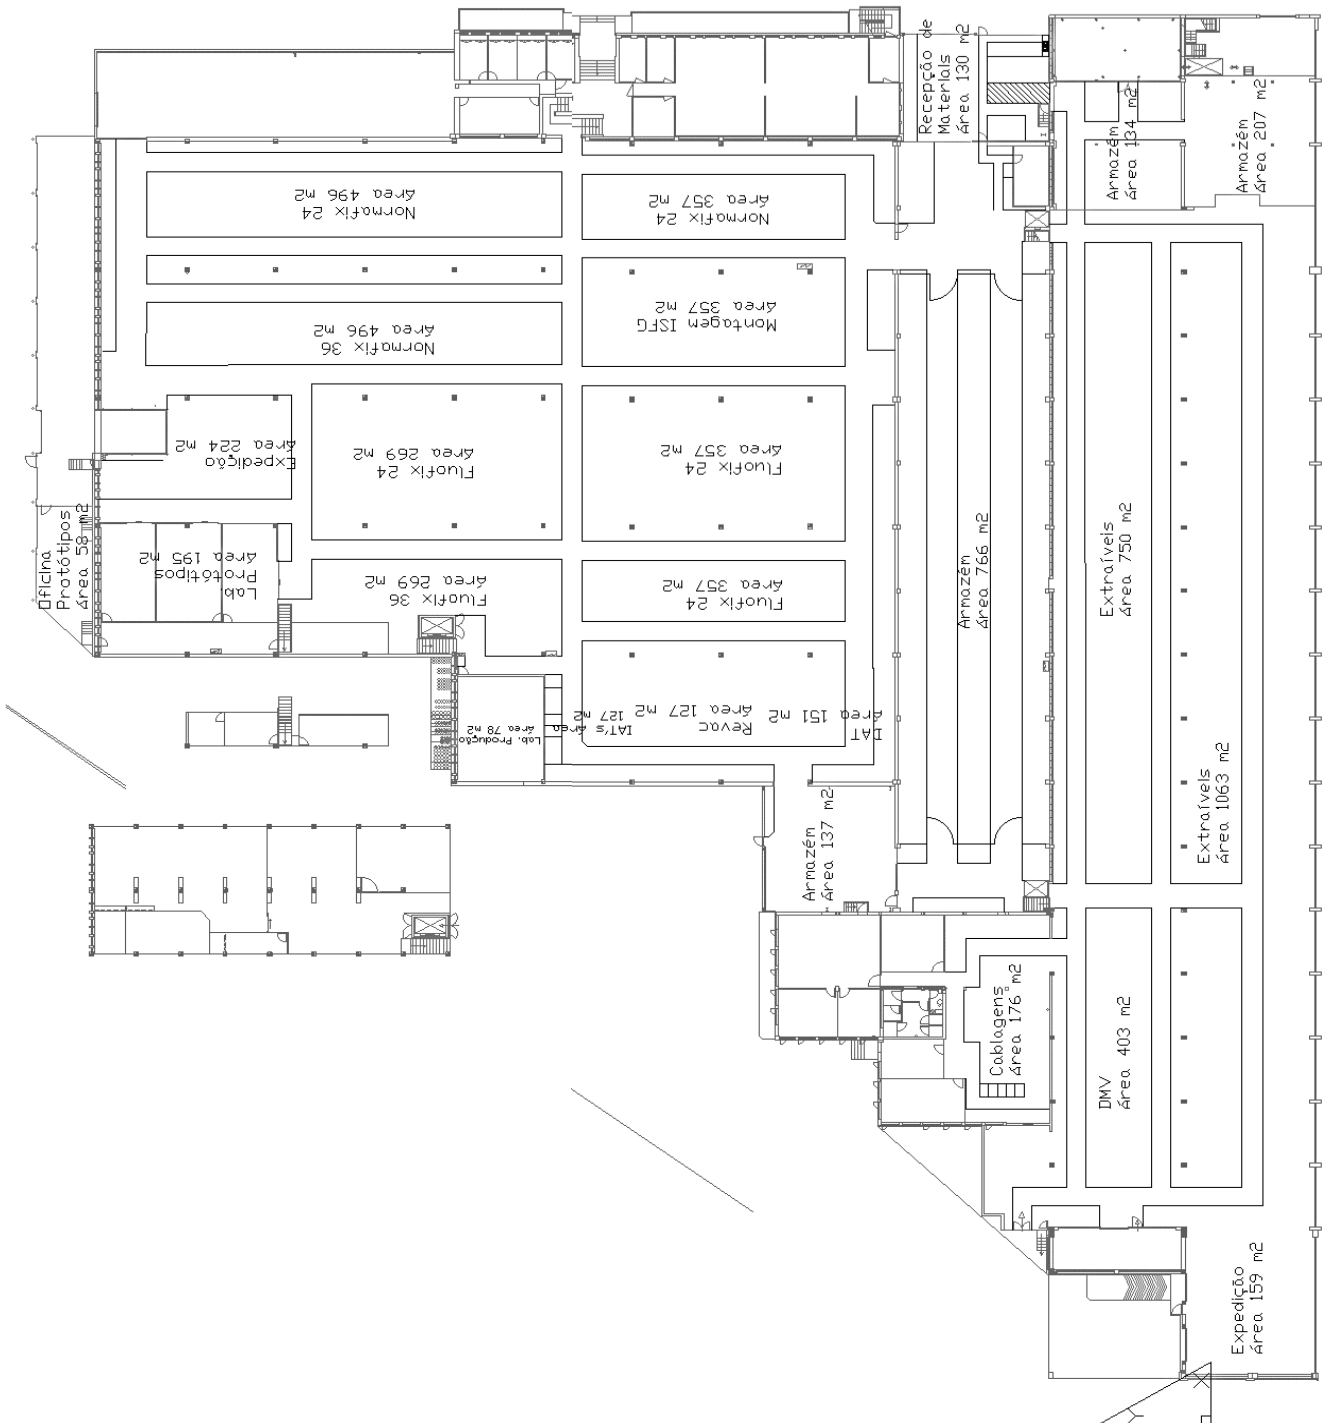 Recepção de
Materiais
Área 130 m2
Armazém
Área 134 m2
Armazém
Área 207 m2
Normafix 24
Área 496 m2
Normafix 24
Área 357 m2
Normafix 36
Área 496 m2
Montagem ISFG
Área 357 m2
Expedição
Área 224 m2
Fluofix 24
Área 269 m2
Fluofix 24
Área 357 m2
Oficina
Protótipos
Área 58 m2
Lab.
Protótipos
Área 195 m2
Fluofix 36
Área 269 m2
Fluofix 24
Área 357 m2
Armazém
Área 766 m2
Extraíveis
Área 750 m2
Lab. Produção
Área 78 m2
IAT's Área 127 m2
Revac
Área 127 m2
IAT
Área 151 m2
Extraívels
Área 1063 m2
Armazém
Área 137 m2
Cablagens
Área 176 m2
DMV
Área 403 m2
Expedição
Área 159 m2